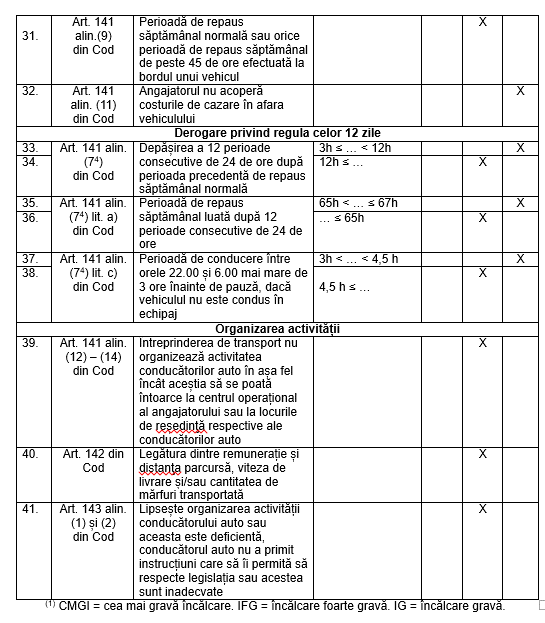 31.
Art. 141
alin.(9)
din Cod
Perioadă de repaus
săptămânal normală sau orice
perioadă de repaus săptămânal
de peste 45 de ore efectuată la
bordul unui vehicul
X
32.
Art. 141
alin. (11)
din Cod
Angajatorul nu acoperă
costurile de cazare în afara
vehiculului
X
Derogare privind regula celor 12 zile
33.
34.
Art. 141 alin.
(7⁴)
din Cod
Depășirea a 12 perioade
consecutive de 24 de ore după
perioada precedentă de repaus
săptămânal normală
3h ≤ … < 12h
X
12h ≤ …
X
35.
36.
Art. 141 alin.
(7⁴) lit. a)
din Cod
Perioadă de repaus
săptămânal luată după 12
perioade consecutive de 24 de
ore
65h < … ≤ 67h
X
… ≤ 65h
X
37.
38.
Art. 141 alin.
(7⁴) lit. c)
din Cod
Perioadă de conducere între
orele 22.00 și 6.00 mai mare de
3 ore înainte de pauză, dacă
vehiculul nu este condus în
echipaj
3h < … < 4,5 h
X
4,5 h ≤ …
X
Organizarea activității
39.
Art. 141 alin.
(12) – (14)
din Cod
Intreprinderea de transport nu
organizează activitatea
conducătorilor auto în așa fel
încât aceștia să se poată
întoarce la centrul operațional
al angajatorului sau la locurile
de reședință respective ale
conducătorilor auto
X
40.
Art. 142 din
Cod
Legătura dintre remunerație și
distanța parcursă, viteza de
livrare și/sau cantitatea de
mărfuri transportată
X
41.
Art. 143 alin.
(1) și (2)
din Cod
Lipsește organizarea activității
conducătorului auto sau
aceasta este deficientă,
conducătorul auto nu a primit
instrucțiuni care să îi permită să
respecte legislația sau acestea
sunt inadecvate
X
(1) CMGI = cea mai gravă încălcare. IFG = încălcare foarte gravă. IG = încălcare gravă.